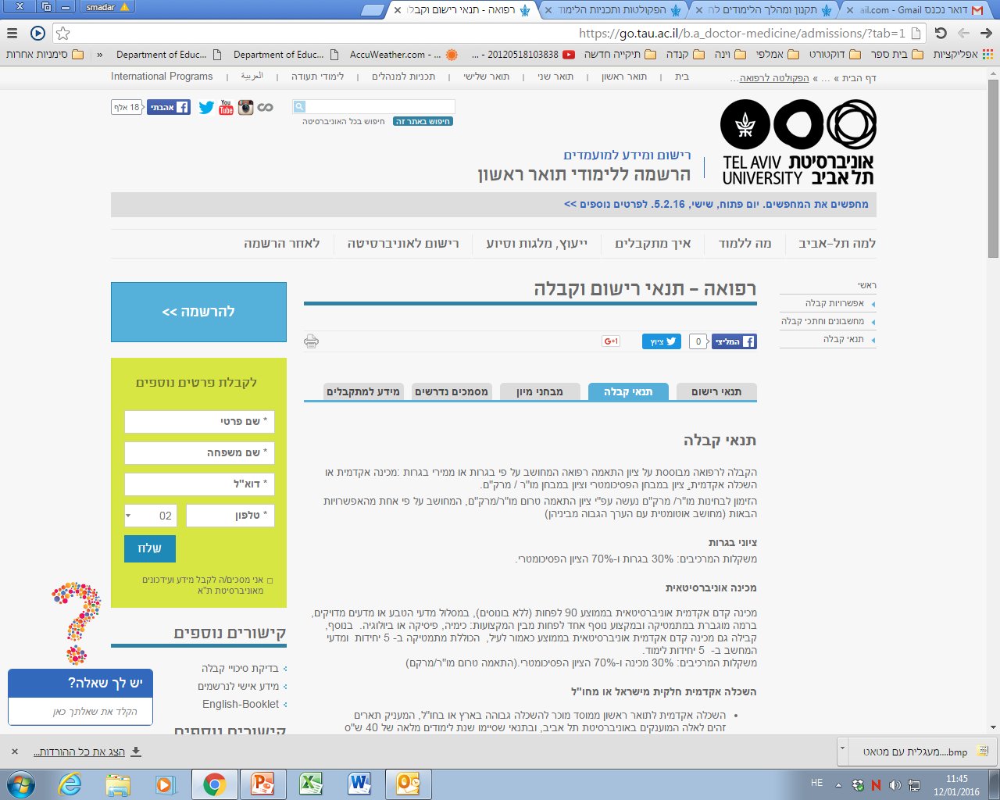 smadar
רפואה - תנאי רישום וקבלה
הפקולטות ותכניות הלימוד
תקנון ומהלך הלימודים לת
דואר נכנס - ail.com - Gmail
https://go.tau.ac.il/b.a_doctor-medicine/admissions/?tab=1
אפליקציות
בית ספר
דוקטורט
אמלפי
וינה
קנדה
תיקייה חדשה
20120518103838 - ...
AccuWeather.com - ...
Department of Educ...
Department of Educ...
»
סימניות אחרות
דף הבית » ... » הפקולטה לרפואה...
בית
תואר ראשון
תואר שני
תואר שלישי
תכניות למנהלים
לימודי תעודה
العربية
International Programs
אהבתי
18 אלף
You Tube
חיפוש באתר זה
חיפוש בכל האוניברסיטה
אוניברסיטת תל אביב
TEL AVIV UNIVERSITY
רישום ומידע למועמדים
הרשמה ללימודי תואר ראשון
מחפשים את המחפשים. יום פתוח, שישי, 5.2.16. לפרטים נוספים >>
למה תל-אביב
מה ללמוד
איך מתקבלים
ייעוץ, מלגות וסיוע
רישום לאוניברסיטה
לאחר הרשמה
ראשי
אפשרויות קבלה
מחשבונים וחתכי קבלה
תנאי קבלה
רפואה - תנאי רישום וקבלה
המליצי
0
ציוץ
G+1
תנאי רישום
תנאי קבלה
מבחני מיון
מסמכים נדרשים
מידע למתקבלים
תנאי קבלה
הקבלה לרפואה מבוססת על ציון התאמה רפואה המחושב על פי בגרות או ממירי בגרות :מכינה אקדמית או
השכלה אקדמית, ציון במבחן הפסיכומטרי וציון במבחן מו"ר / מרק"ם.
הזימון לבחינות מו"ר/ מרק"ם נעשה עפ"י ציון התאמה טרום מו"ר/מרק"ם, המחושב על פי אחת מהאפשרויות
הבאות (מחושב אוטומטית עם הערך הגבוה מביניהן)
ציוני בגרות
משקלות המרכיבים: 30% בגרות ו-70% הציון הפסיכומטרי.
מכינה אוניברסיטאית
מכינה קדם אקדמית אוניברסיטאית בממוצע 90 לפחות (ללא בונוסים), במסלול מדעי הטבע או מדעים מדויקים,
ברמה מוגברת במתמטיקה ובמקצוע נוסף אחד לפחות מבין המקצועות: כימיה, פיסיקה או ביולוגיה. בנוסף,
קבילה גם מכינה קדם אקדמית אוניברסיטאית בממוצע כאמור לעיל, הכוללת מתמטיקה ב- 5 יחידות ומדעי
המחשב ב- 5 יחידות לימוד.
משקלות המרכיבים: 30% מכינה ו-70% הציון הפסיכומטרי.(התאמה טרום מו"ר/מרקם)
השכלה אקדמית חלקית מישראל או מחו"ל
• השכלה אקדמית לתואר ראשון ממוסד מוכר להשכלה גבוהה בארץ או בחו"ל, המעניק תארים
זהים לאלה המוענקים באוניברסיטת תל אביב, ובתנאי שסיימו שנת לימודים מלאה של 40 ש"ס
להרשמה >>
לקבלת פרטים נוספים
* שם פרטי
* שם משפחה
* דוא"ל
* טלפון
02
שלח
אני מסכים/ה לקבל מידע ועידכונים
מאוניברסיטת ת"א
קישורים נוספים
בדיקת סיכויי קבלה
מידע אישי לנרשמים
English-Booklet
קישורים נוספים
יש לך שאלה?
הקלד את שאלתך כאן
מעגלית עם מטאט....bmp
הצג את כל ההורדות...
HE
11:45
12/01/2016